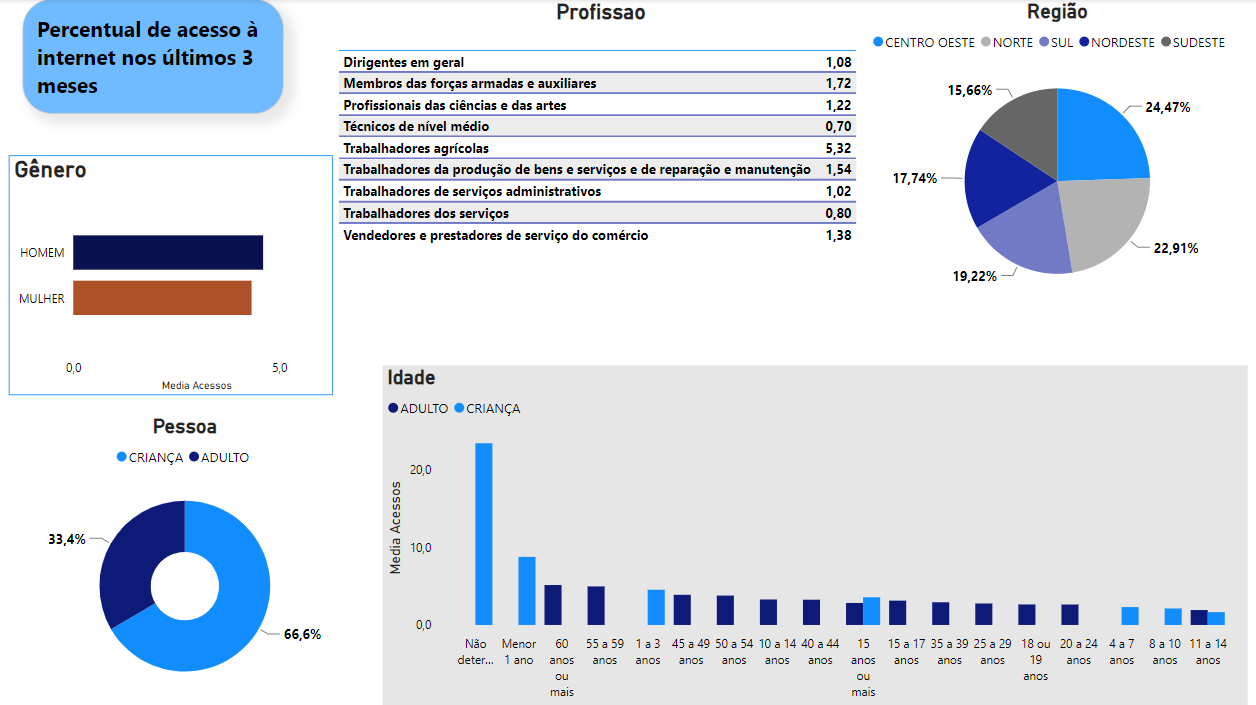 Percentual de acesso à
internet nos últimos 3
meses
Profissao
Dirigentes em geral 1,08
Membros das forças armadas e auxiliares 1,72
Profissionais das ciências e das artes 1,22
Técnicos de nível médio 0,70
Trabalhadores agrícolas 5,32
Trabalhadores da produção de bens e serviços e de reparação e manutenção 1,54
Trabalhadores de serviços administrativos 1,02
Trabalhadores dos serviços 0,80
Vendedores e prestadores de serviço do comércio 1,38
Região
CENTRO OESTE NORTE SUL NORDESTE SUDESTE
15,66%
24,47%
17,74%
22,91%
19,22%
Gênero
HOMEM
MULHER
0,0 5,0
Media Acessos
Pessoa
CRIANÇA ADULTO
33,4%
66,6%
Idade
ADULTO CRIANÇA
Media Acessos
20,0
10,0
0,0
Não deter...
Menor 1 ano
60 anos ou mais
55 a 59 anos
1 a 3 anos
45 a 49 anos
50 a 54 anos
10 a 14 anos
40 a 44 anos
15 anos ou mais
15 a 17 anos
35 a 39 anos
25 a 29 anos
18 ou 19 anos
20 a 24 anos
4 a 7 anos
8 a 10 anos
11 a 14 anos